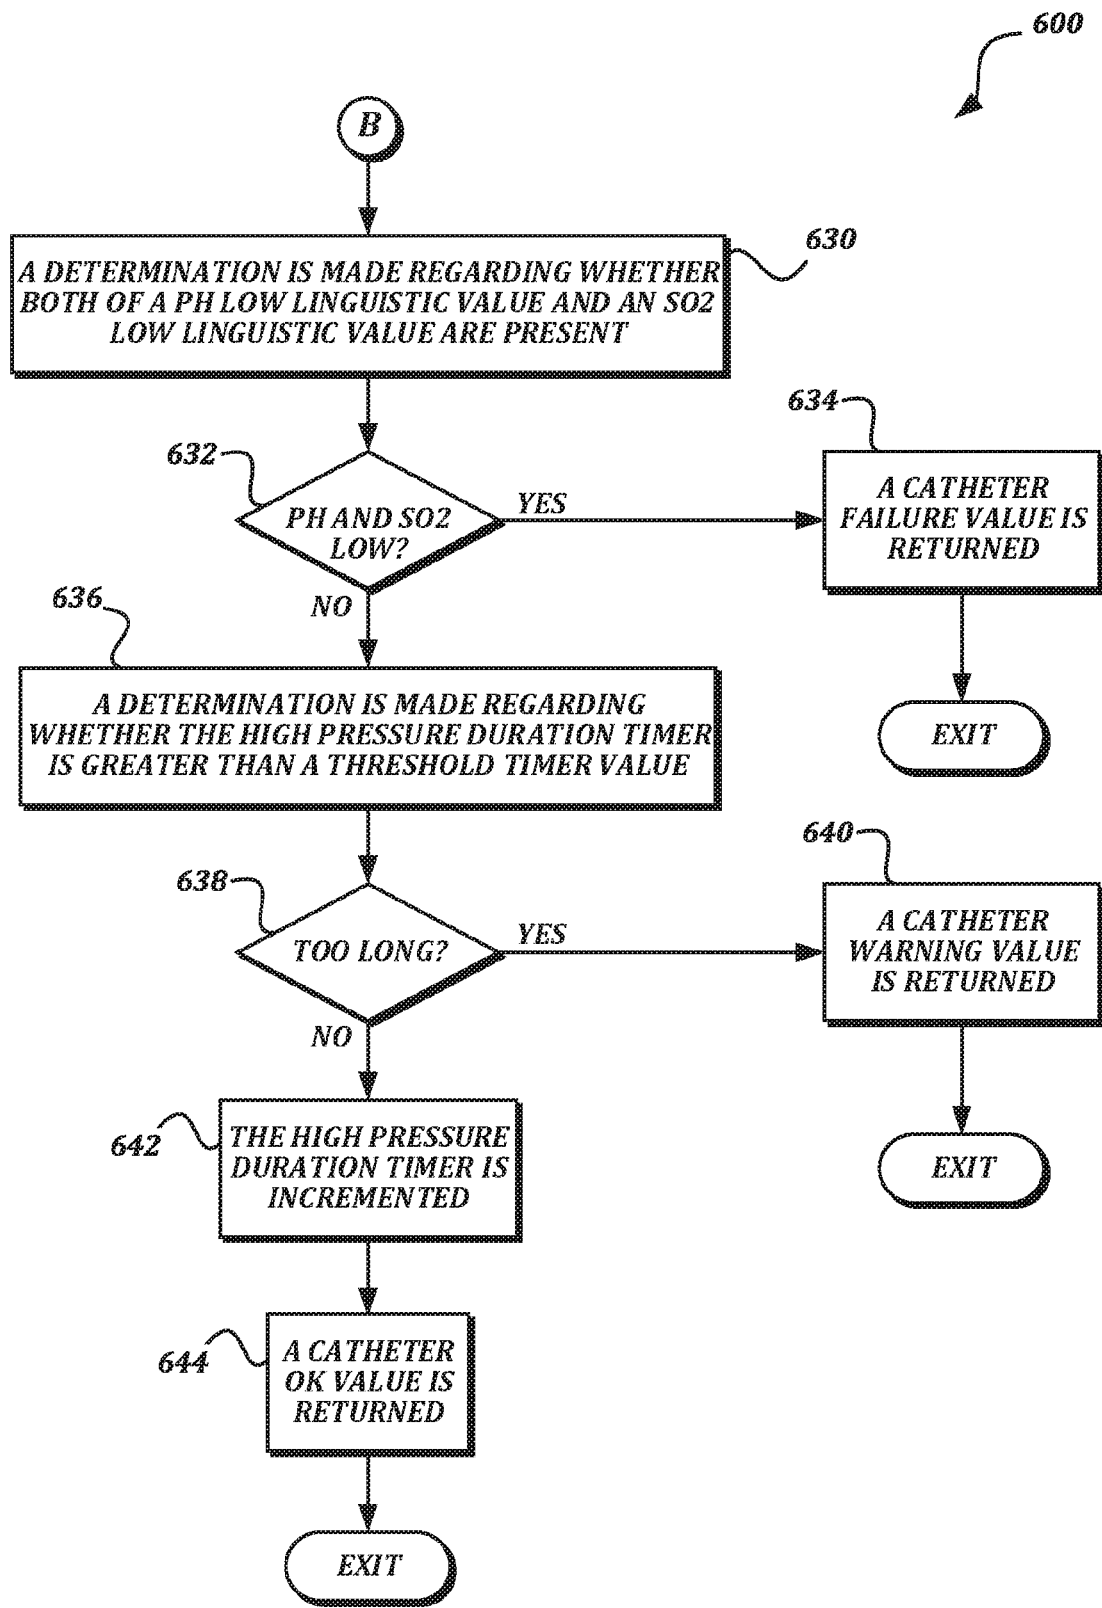 600
B
630
A DETERMINATION IS MADE REGARDING WHETHER
BOTH OF A PH LOW LINGUISTIC VALUE AND AN SO2
LOW LINGUISTIC VALUE ARE PRESENT
632
PH AND SO2
LOW?
YES
NO
634
A CATHETER
FAILURE VALUE IS
RETURNED
EXIT
636
A DETERMINATION IS MADE REGARDING
WHETHER THE HIGH PRESSURE DURATION TIMER
IS GREATER THAN A THRESHOLD TIMER VALUE
638
TOO LONG?
YES
NO
640
A CATHETER
WARNING VALUE
IS RETURNED
EXIT
642
THE HIGH PRESSURE
DURATION TIMER IS
INCREMENTED
644
A CATHETER
OK VALUE IS
RETURNED
EXIT